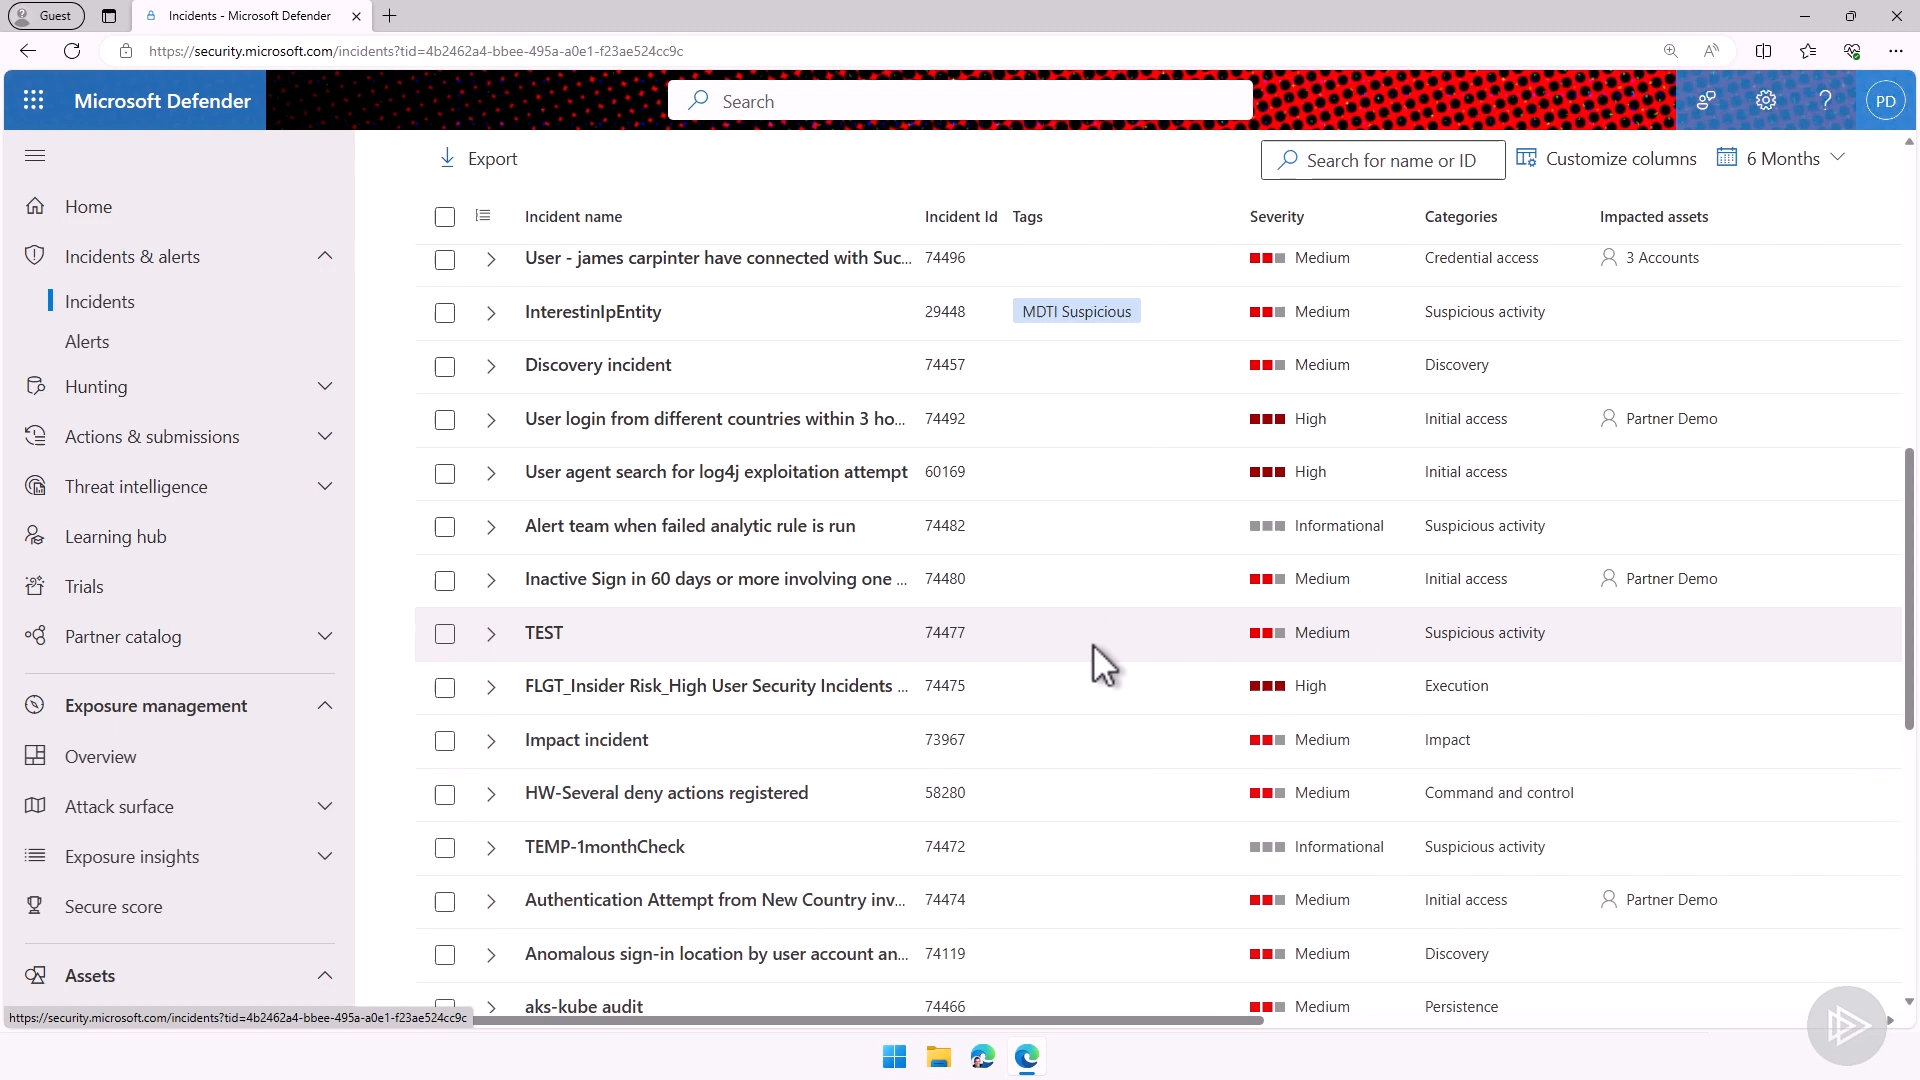 Guest
Incidents - Microsoft Defender
https://security.microsoft.com/incidents?tid=4b2462a4-bbee-495a-a0e1-f23ae524cc9c
Microsoft Defender
Search
PD
Export
Search for name or ID
Customize columns
6 Months
Home
Incidents & alerts
Incidents
Alerts
Hunting
Actions & submissions
Threat intelligence
Learning hub
Trials
Partner catalog
Exposure management
Overview
Attack surface
Exposure insights
Secure score
Assets
Incident name Incident Id Tags Severity Categories Impacted assets
User - james carpinter have connected with Suc... 74496 Medium Credential access 3 Accounts
InterestinIpEntity 29448 MDTI Suspicious Medium Suspicious activity
Discovery incident 74457 Medium Discovery
User login from different countries within 3 ho... 74492 High Initial access Partner Demo
User agent search for log4j exploitation attempt 60169 High Initial access
Alert team when failed analytic rule is run 74482 Informational Suspicious activity
Inactive Sign in 60 days or more involving one ... 74480 Medium Initial access Partner Demo
TEST 74477 Medium Suspicious activity
FLGT_Insider Risk_High User Security Incidents ... 74475 High Execution
Impact incident 73967 Medium Impact
HW-Several deny actions registered 58280 Medium Command and control
TEMP-1monthCheck 74472 Informational Suspicious activity
Authentication Attempt from New Country inv... 74474 Medium Initial access Partner Demo
Anomalous sign-in location by user account an... 74119 Medium Discovery
aks-kube audit 74466 Medium Persistence
https://security.microsoft.com/incidents?tid=4b2462a4-bbee-495a-a0e1-f23ae524cc9c